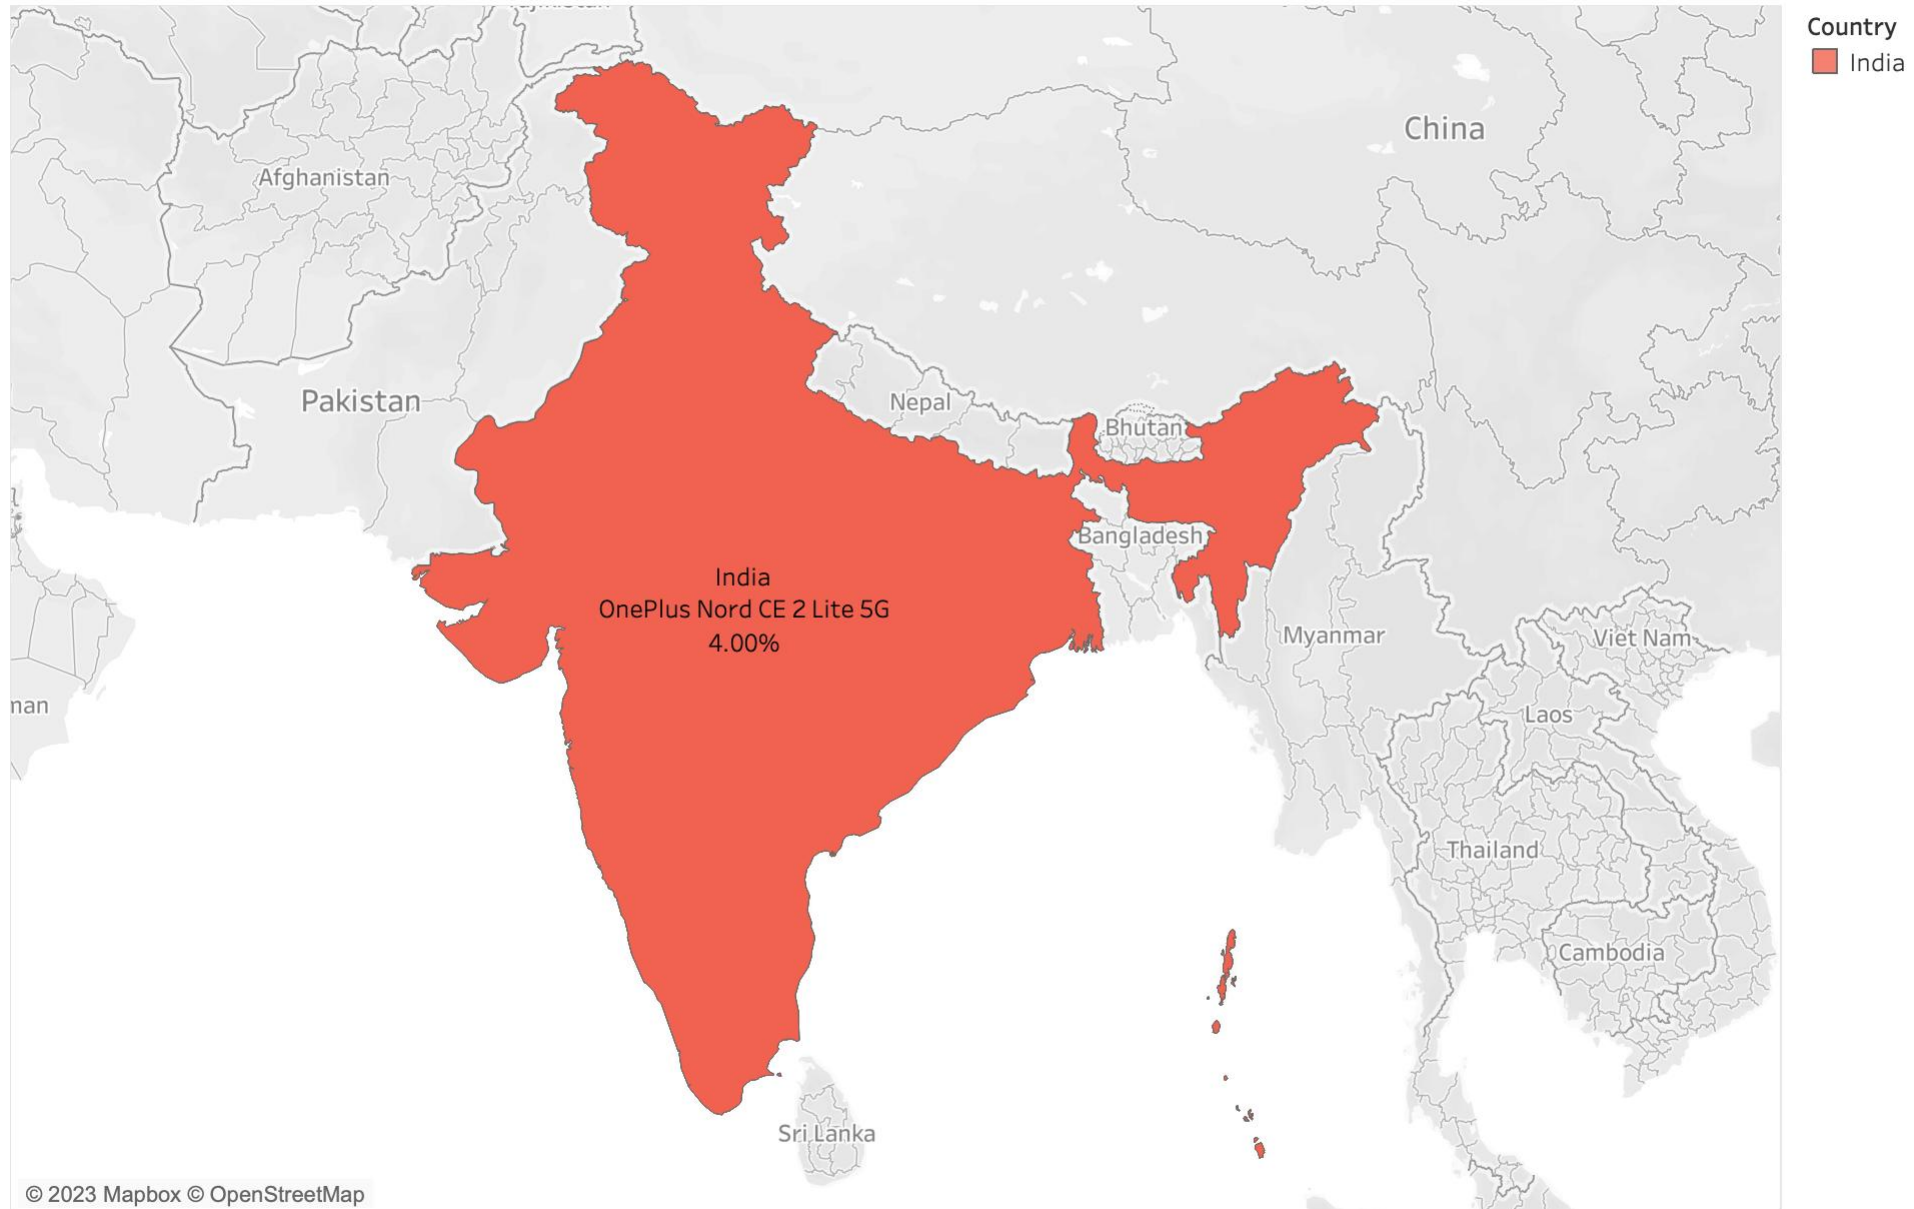 Country
India
China
Afghanistan
Pakistan
Nepal
Bhutan
Bangladesh
India
OnePlus Nord CE 2 Lite 5G
4.00%
Myanmar
Viet Nam
Laos
Thailand
Cambodia
Sri Lanka
© 2023 Mapbox © OpenStreetMap